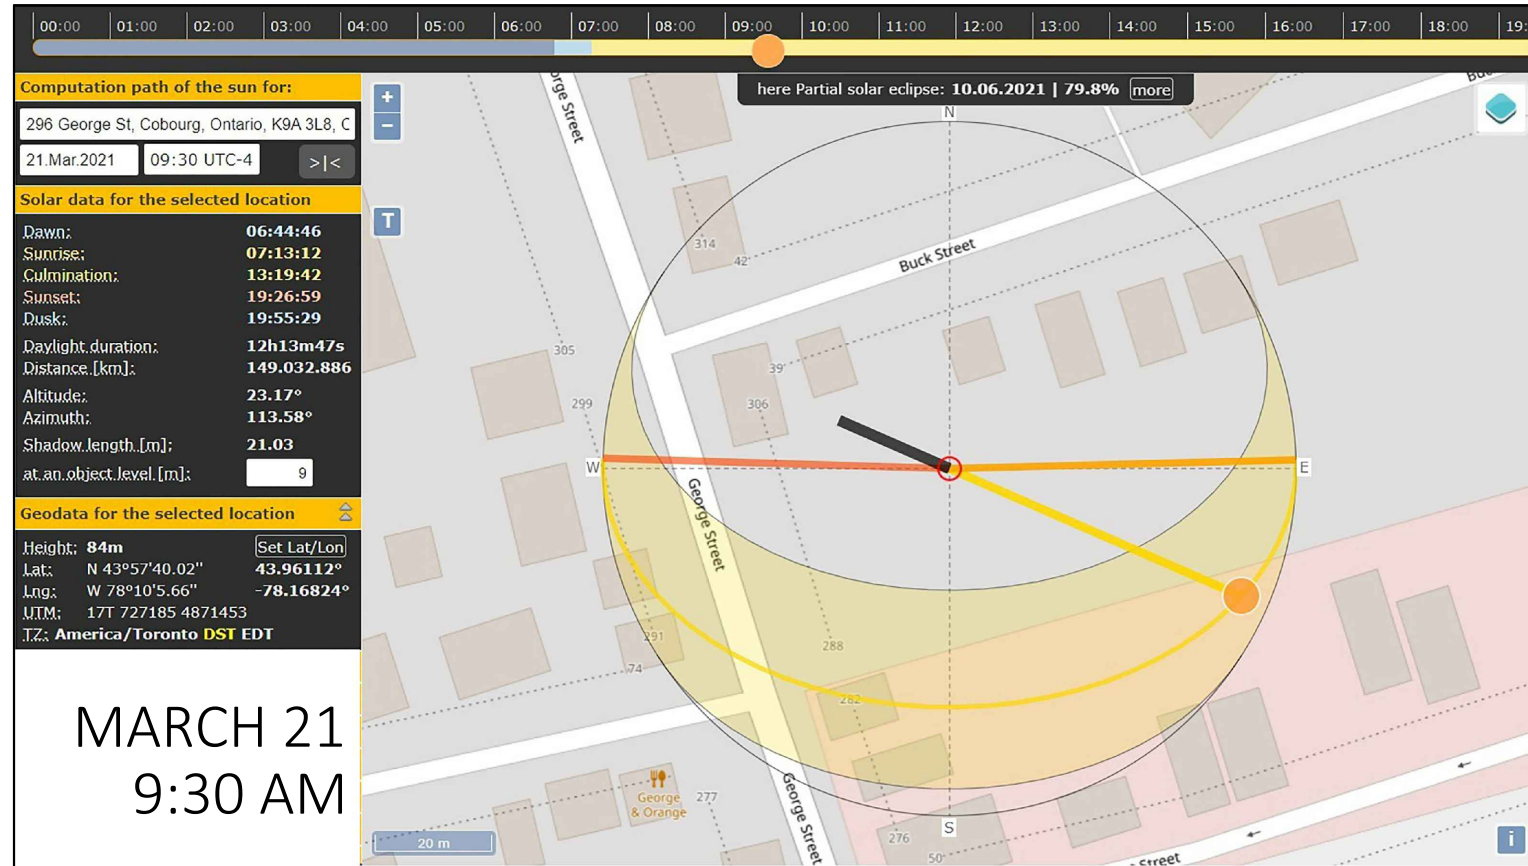 00:00 01:00 02:00 03:00 04:00 05:00 06:00 07:00 08:00 09:00 10:00 11:00 12:00 13:00 14:00 15:00 16:00 17:00 18:00 19:
Computation path of the sun for:
296 George St, Cobourg, Ontario, K9A 3L8, C
21.Mar.2021 09:30 UTC-4 >|<
Solar data for the selected location
Dawn: 06:44:46
Sunrise: 07:13:12
Culmination: 13:19:42
Sunset: 19:26:59
Dusk: 19:55:29
Daylight duration: 12h13m47s
Distance [km]: 149.032.886
Altitude: 23.17°
Azimuth: 113.58°
Shadow length [m]: 21.03
at an object level [m]: 9
Geodata for the selected location
Height: 84m Set Lat/Lon
Lat: N 43°57'40.02'' 43.96112°
Lng: W 78°10'5.66'' -78.16824°
UTM: 17T 727185 4871453
TZ: America/Toronto DST EDT
MARCH 21
9:30 AM
+
−
T
here Partial solar eclipse: 10.06.2021 | 79.8% more
N
orge Street
314
42
Buck Street
305
39
299
306
W
E
George Street
291
288
74
282
George
& Orange
277
George Street
S
276
50
Street
20 m
i